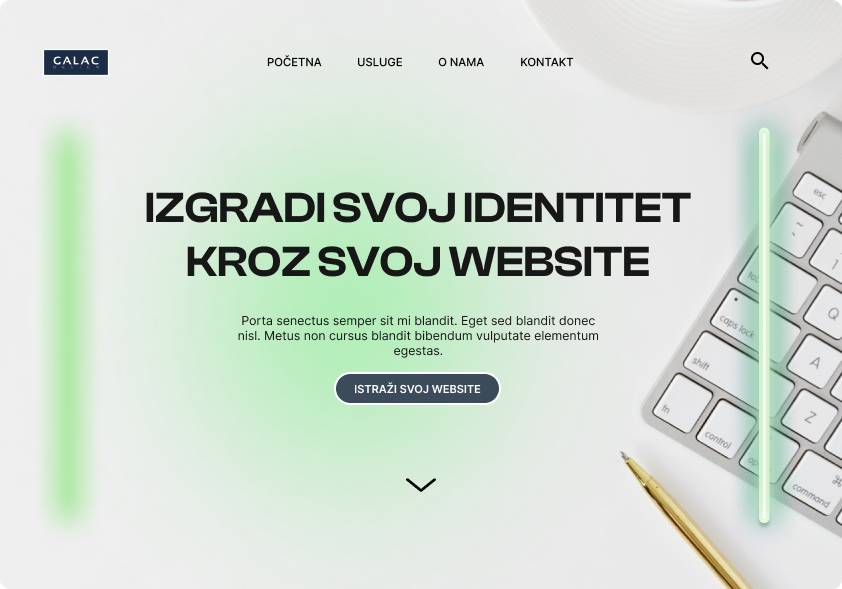 GALAC
DESIGN
POČETNA USLUGE O NAMA KONTAKT
IZGRADI SVOJ IDENTITET
KROZ SVOJ WEBSITE
Porta senectus semper sit mi blandit. Eget sed blandit donec
nisl. Metus non cursus blandit bibendum vulputate elementum
egestas.
ISTRAŽI SVOJ WEBSITE
esc
~
1
Q
caps lock
A
shift
Z
fn
control
command